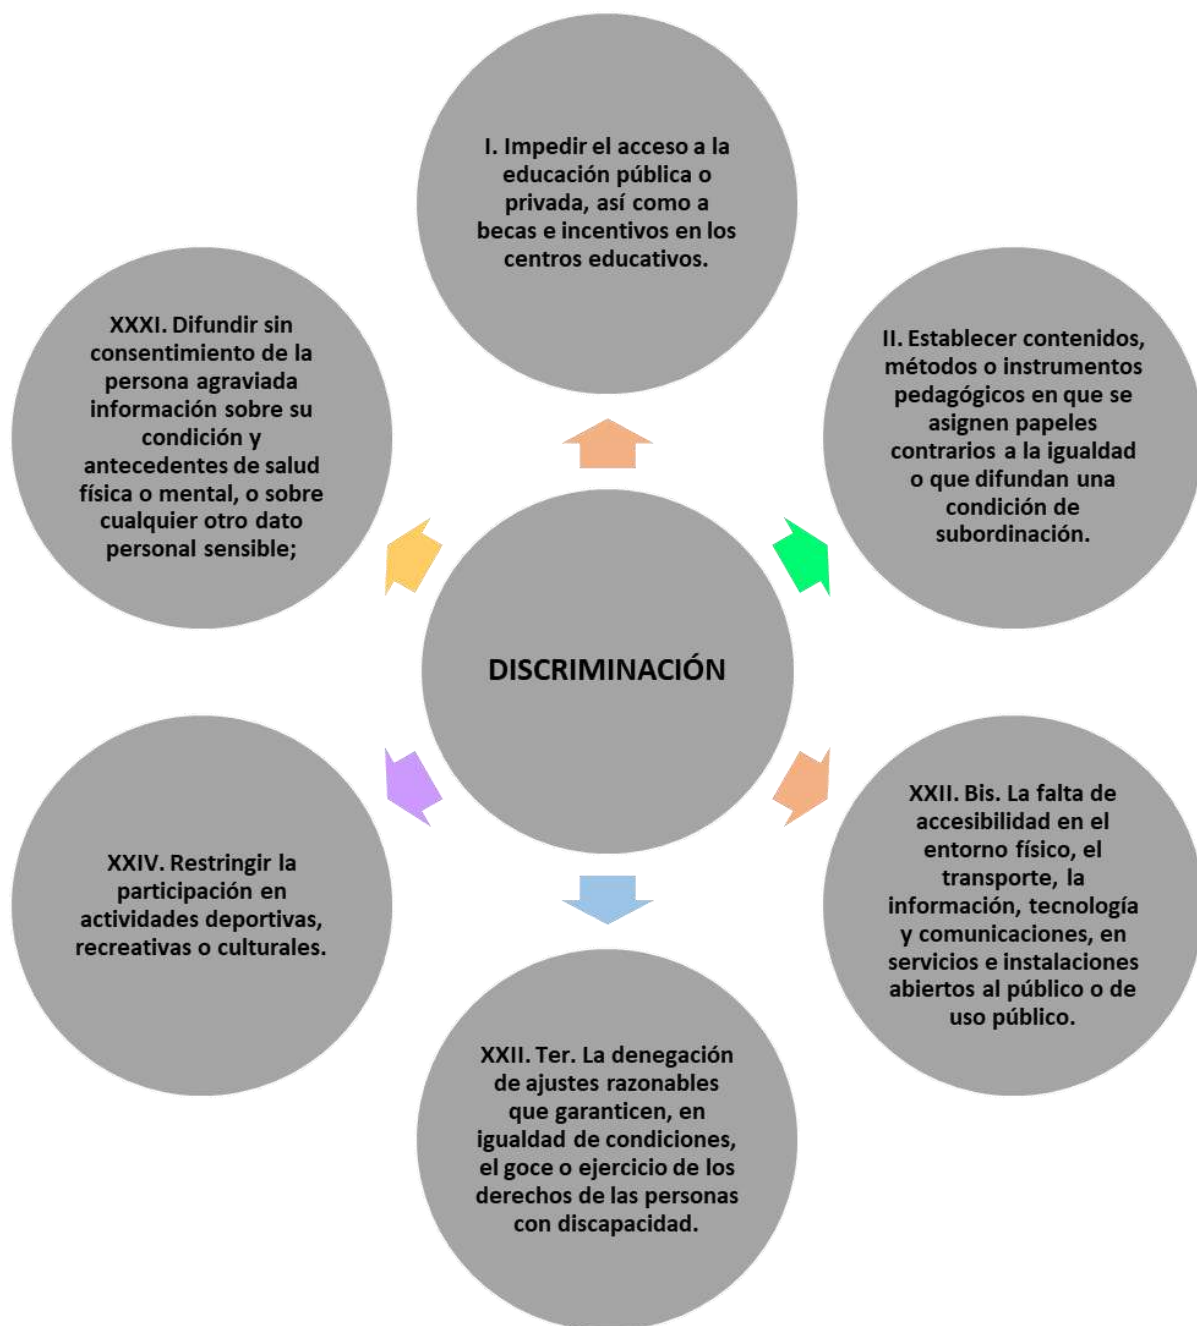 I. Impedir el acceso a la
educación pública o
privada, así como a
becas e incentivos en los
centros educativos.
II. Establecer contenidos,
métodos o instrumentos
pedagógicos en que se
asignen papeles
contrarios a la igualdad
o que difundan una
condición de
subordinación.
XXII. Bis. La falta de
accesibilidad en el
entorno físico, el
transporte, la
información, tecnología
y comunicaciones, en
servicios e instalaciones
abiertos al público o de
uso público.
XXII. Ter. La denegación
de ajustes razonables
que garanticen, en
igualdad de condiciones,
el goce o ejercicio de los
derechos de las personas
con discapacidad.
XXIV. Restringir la
participación en
actividades deportivas,
recreativas o culturales.
XXXI. Difundir sin
consentimiento de la
persona agraviada
información sobre su
condición y
antecedentes de salud
física o mental, o sobre
cualquier otro dato
personal sensible;
DISCRIMINACIÓN